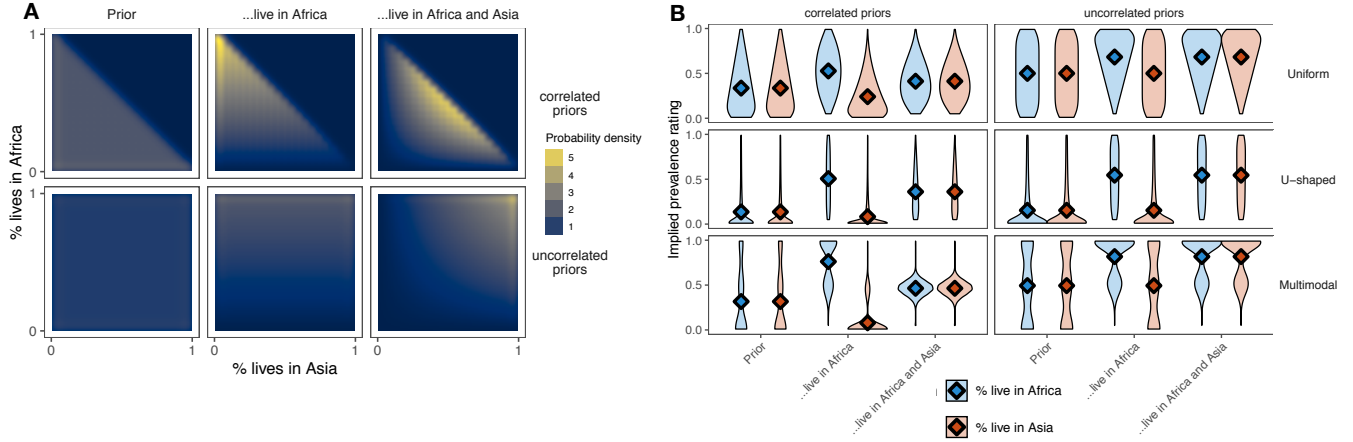 A
Prior
...live in Africa
...live in Africa and Asia
% lives in Africa
1
0
1
0
0
1
0
1
0
1
% lives in Asia
correlated
priors
Probability density
5
4
3
2
1
uncorrelated
priors
B
correlated priors
uncorrelated priors
Implied prevalence rating
1.0
0.5
0.0
Uniform
1.0
0.5
0.0
U-shaped
1.0
0.5
0.0
Multimodal
Prior
...live in Africa
...live in Africa and Asia
Prior
...live in Africa
...live in Africa and Asia
% live in Africa
% live in Asia